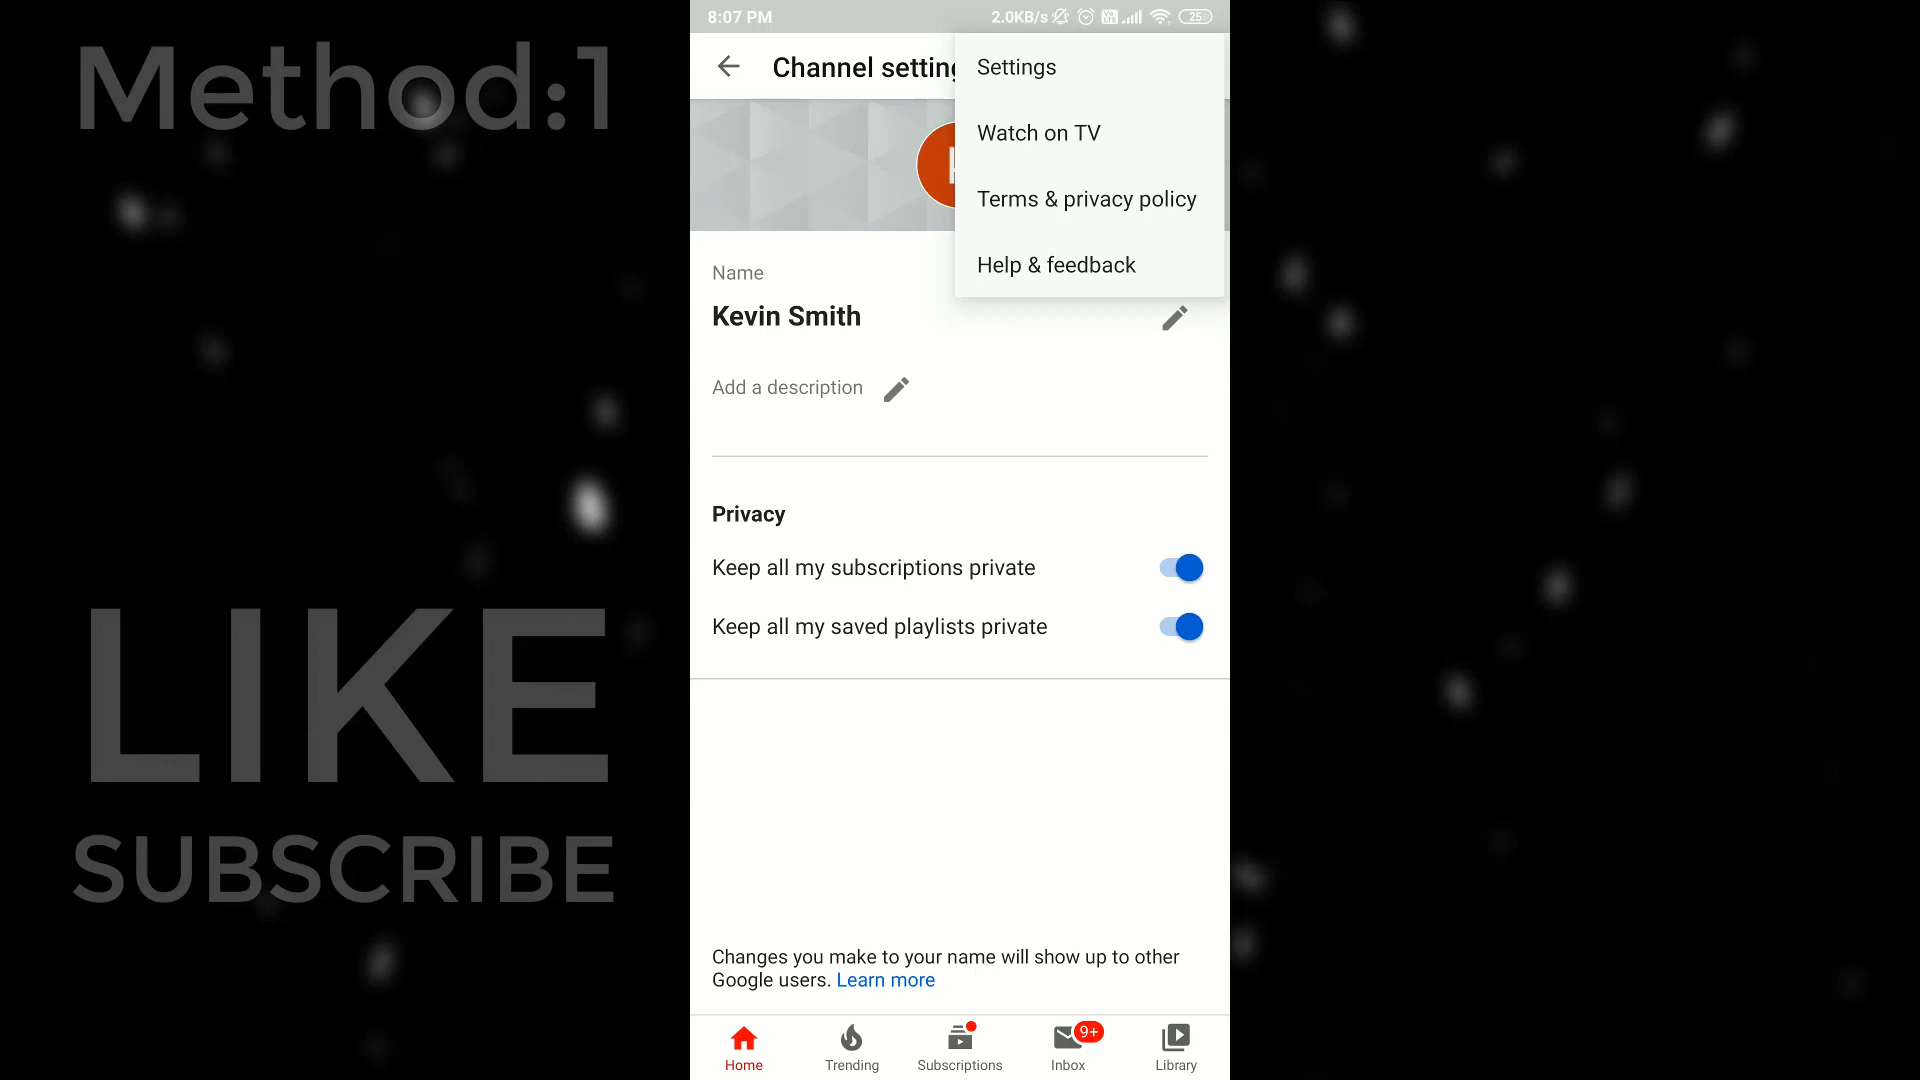 Method:1
LIKE
SUBSCRIBE
8:07 PM
2.0KB/s
25
Channel setting
Settings
Watch on TV
Terms & privacy policy
Help & feedback
Name
Kevin Smith
Add a description
Privacy
Keep all my subscriptions private
Keep all my saved playlists private
Changes you make to your name will show up to other
Google users. Learn more
9+
Home
Trending
Subscriptions
Inbox
Library